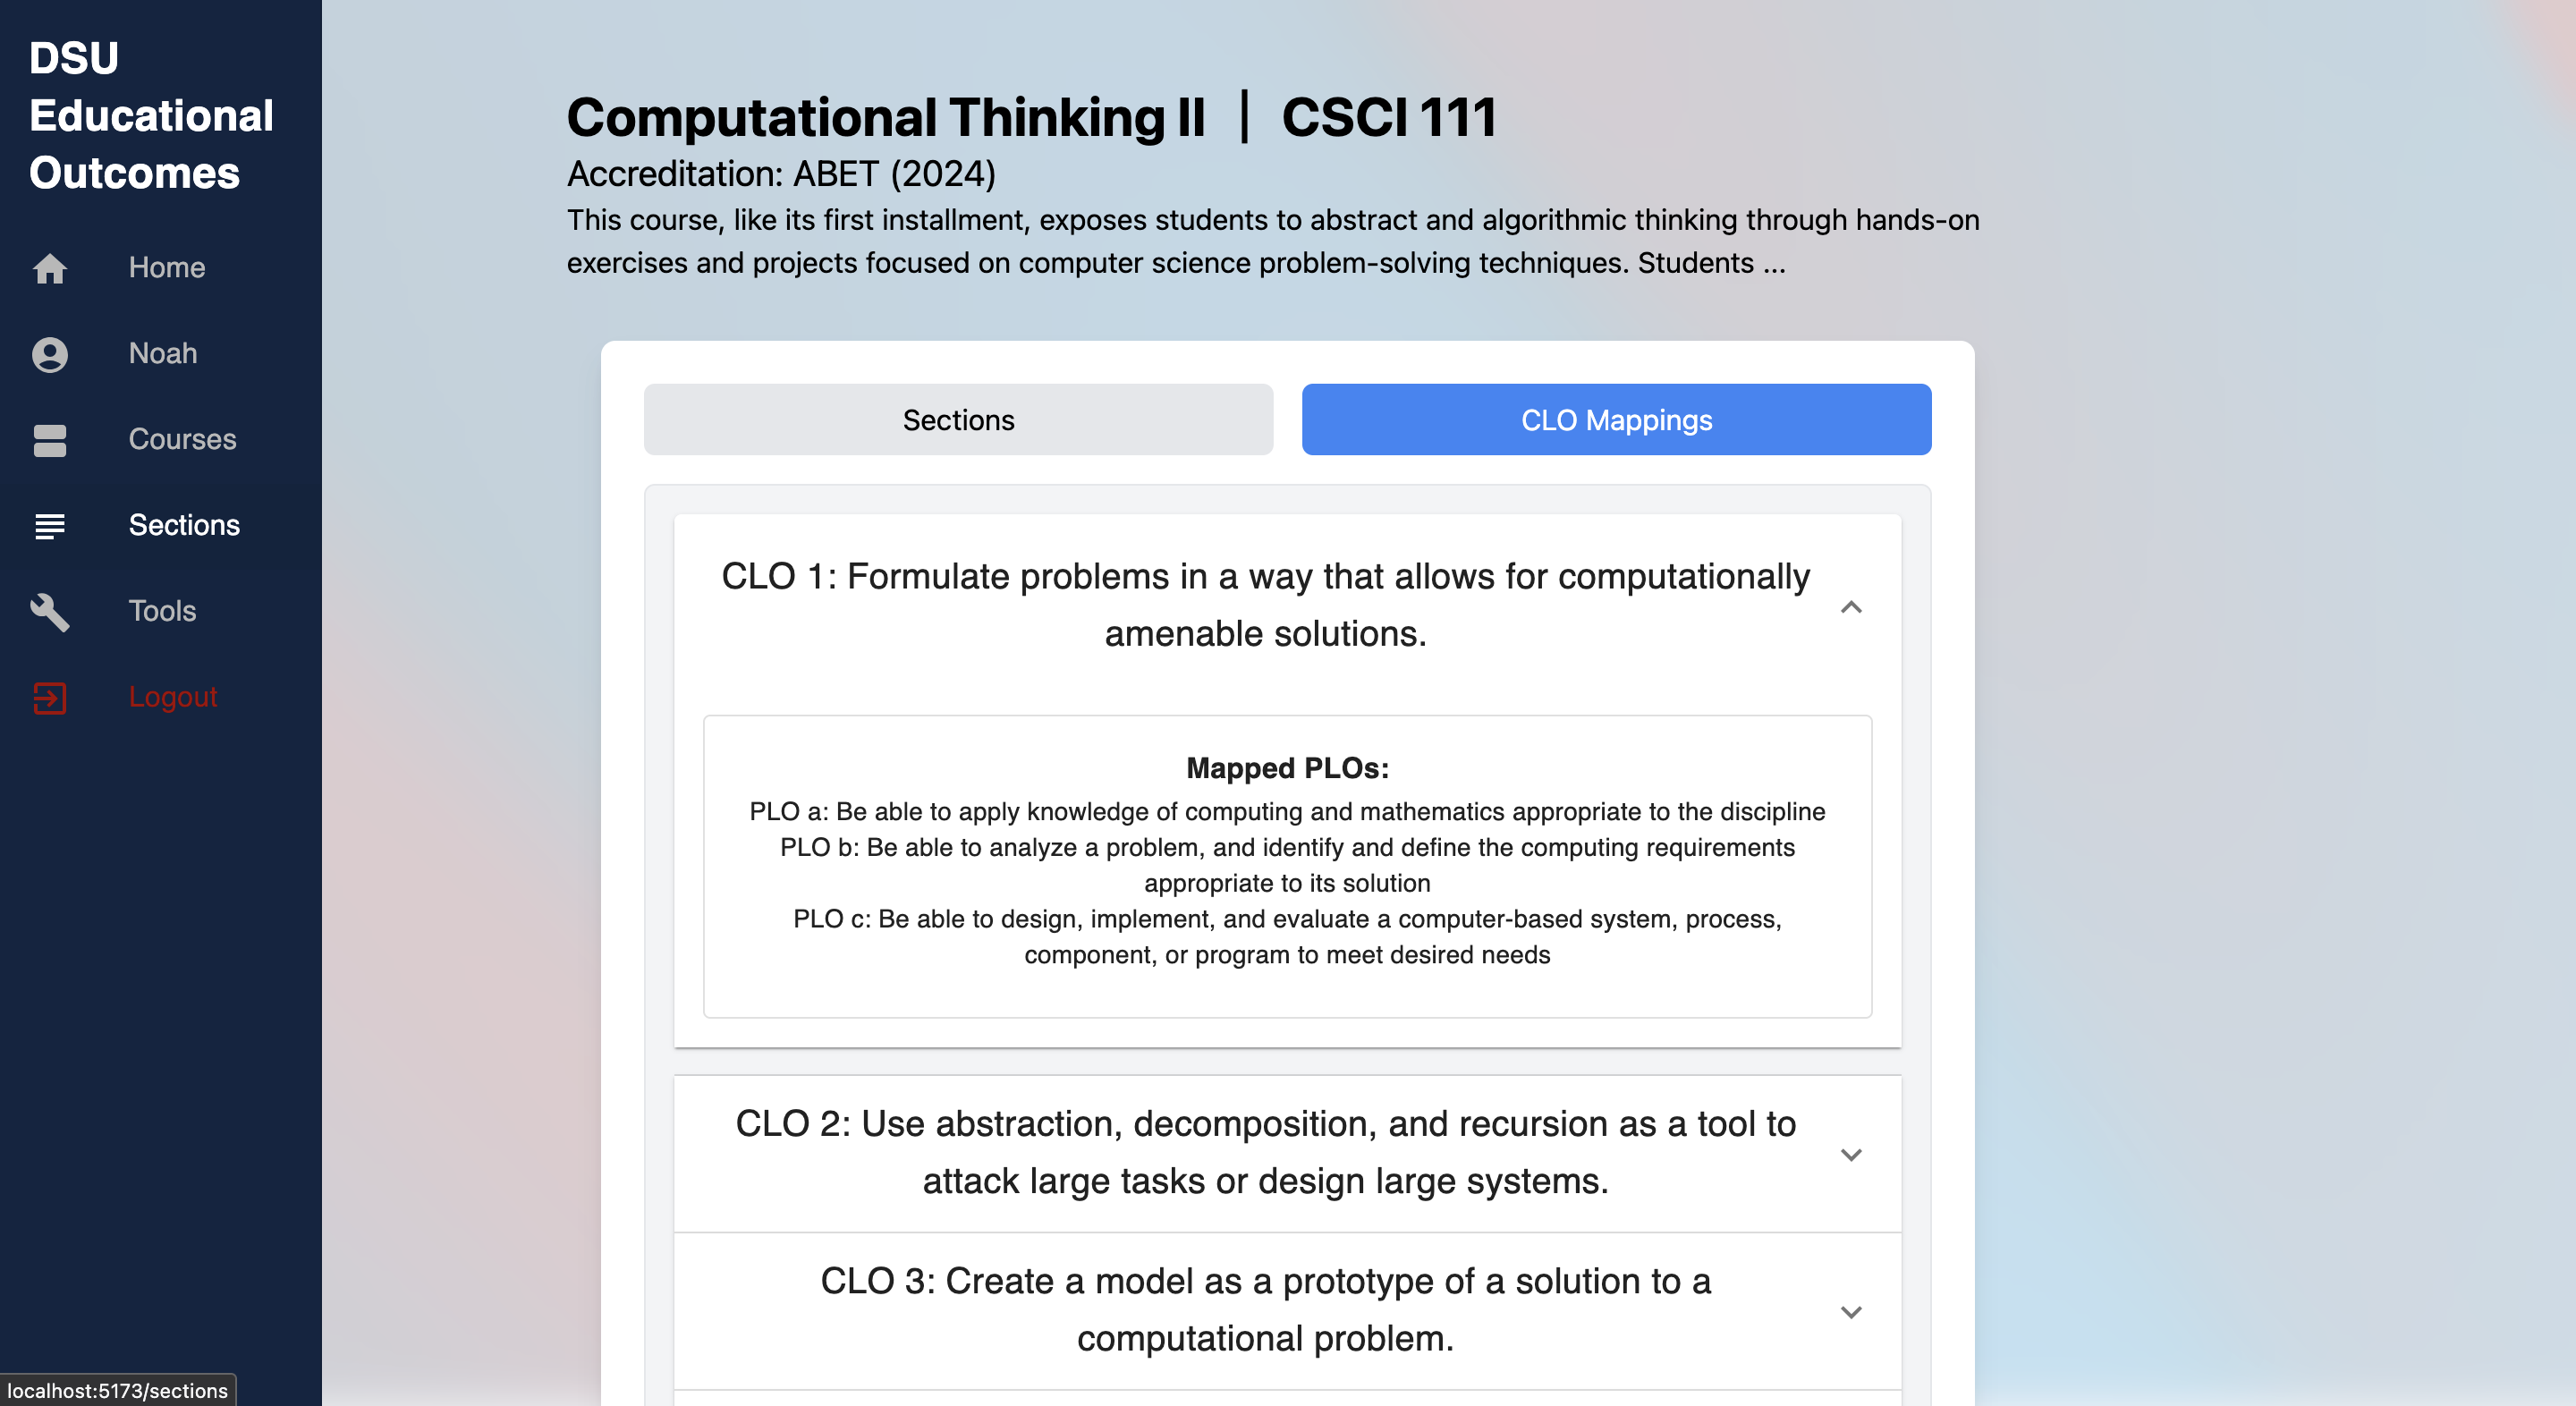 DSU
Educational
Outcomes
Home
Noah
Courses
Sections
Tools
Logout
Computational Thinking II | CSCI 111
Accreditation: ABET (2024)
This course, like its first installment, exposes students to abstract and algorithmic thinking through hands-on
exercises and projects focused on computer science problem-solving techniques. Students ...
Sections
CLO Mappings
CLO 1: Formulate problems in a way that allows for computationally
amenable solutions.
Mapped PLOs:
PLO a: Be able to apply knowledge of computing and mathematics appropriate to the discipline
PLO b: Be able to analyze a problem, and identify and define the computing requirements
appropriate to its solution
PLO c: Be able to design, implement, and evaluate a computer-based system, process,
component, or program to meet desired needs
CLO 2: Use abstraction, decomposition, and recursion as a tool to
attack large tasks or design large systems.
CLO 3: Create a model as a prototype of a solution to a
computational problem.
localhost:5173/sections